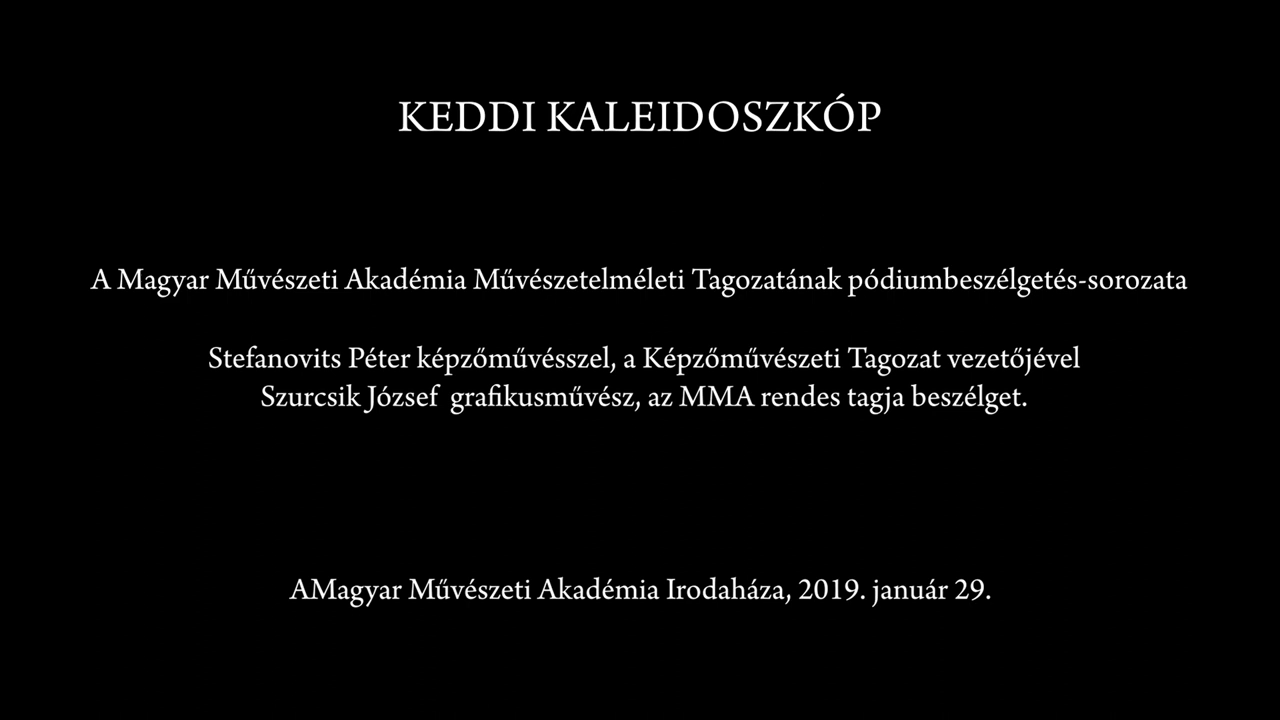 KEDDI KALEIDOSZKÓP
A Magyar Művészeti Akadémia Művészetelméleti Tagozatának pódiumbeszélgetés-sorozata
Stefanovits Péter képzőművésszel, a Képzőművészeti Tagozat vezetőjével
Szurcsik József grafikusművész, az MMA rendes tagja beszélget.
AMagyar Művészeti Akadémia Irodaháza, 2019. január 29.